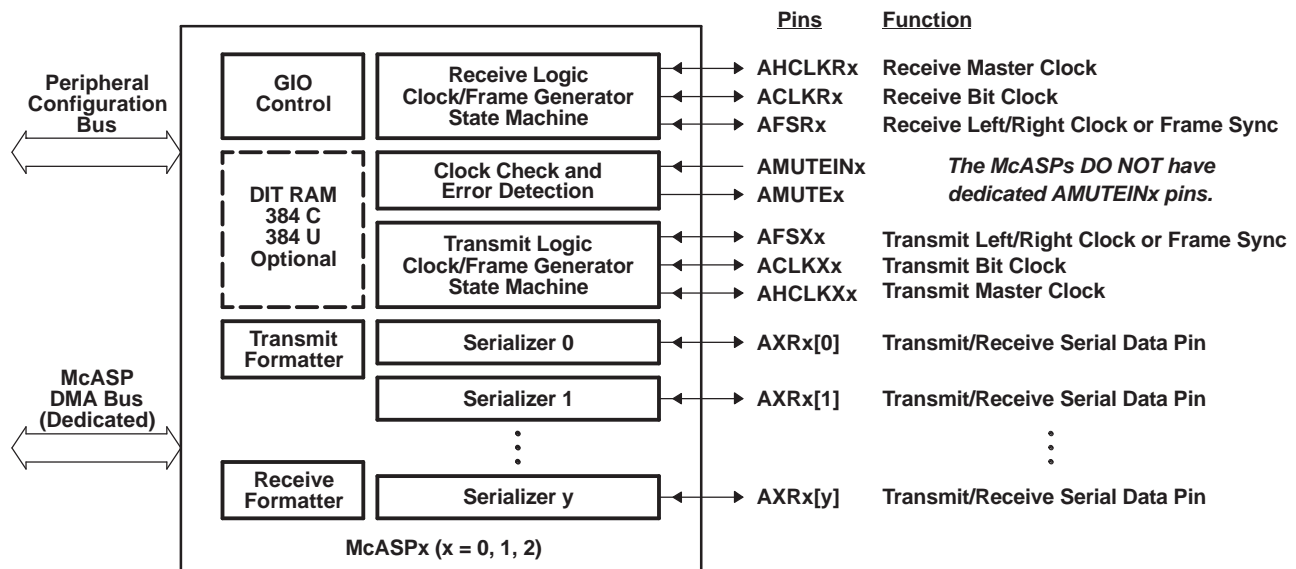 Pins Function
Peripheral
Configuration
Bus
GIO
Control
Receive Logic
Clock/Frame Generator
State Machine
AHCLKRx Receive Master Clock
ACLKRx Receive Bit Clock
AFSRx Receive Left/Right Clock or Frame Sync
DIT RAM
384 C
384 U
Optional
Clock Check and
Error Detection
AMUTEINx
AMUTEx
The McASPs DO NOT have
dedicated AMUTEINx pins.
Transmit Logic
Clock/Frame Generator
State Machine
AFSXx Transmit Left/Right Clock or Frame Sync
ACLKXx Transmit Bit Clock
AHCLKXx Transmit Master Clock
Transmit
Formatter
Serializer 0
AXRx[0] Transmit/Receive Serial Data Pin
McASP
DMA Bus
(Dedicated)
Serializer 1
AXRx[1] Transmit/Receive Serial Data Pin
Receive
Formatter
Serializer y
AXRx[y] Transmit/Receive Serial Data Pin
McASPx (x = 0, 1, 2)